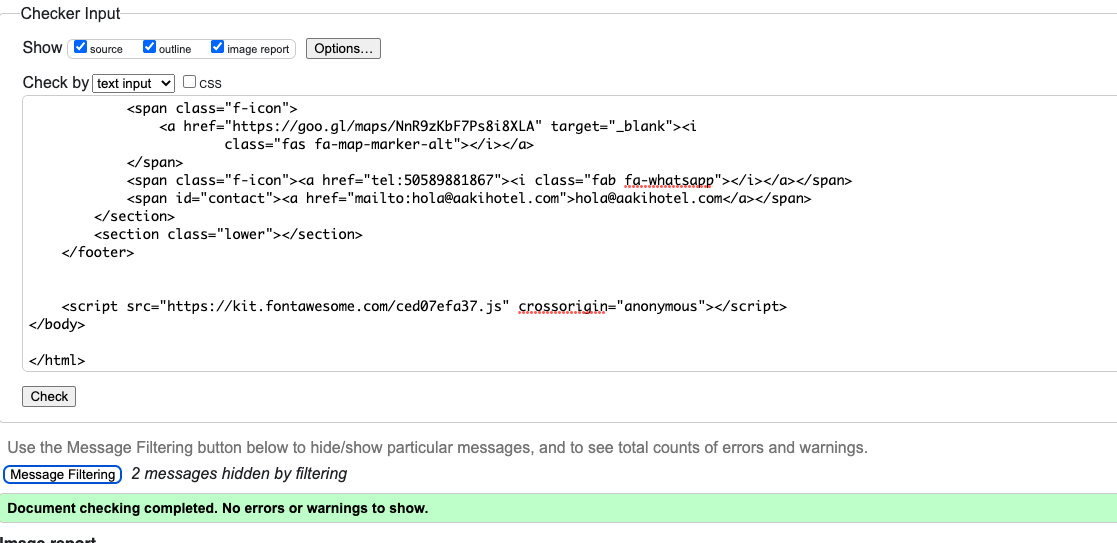 Checker Input
Show source outline image report Options...
Check by text input CSS
<span class="f-icon">
<a href="https://goo.gl/maps/NnR9zKbF7Ps8i8XLA" target="_blank"><i
class="fas fa-map-marker-alt"></i></a>
</span>
<span class="f-icon"><a href="tel:50589881867"><i class="fab fa-whatsapp"></i></a></span>
<span id="contact"><a href="mailto:hola@aakihotel.com">hola@aakihotel.com</a></span>
</section>
<section class="lower"></section>
</footer>
<script src="https://kit.fontawesome.com/ced07efa37.js" crossorigin="anonymous"></script>
</body>
</html>
Check
Use the Message Filtering button below to hide/show particular messages, and to see total counts of errors and warnings.
Message Filtering 2 messages hidden by filtering
Document checking completed. No errors or warnings to show.
Image report